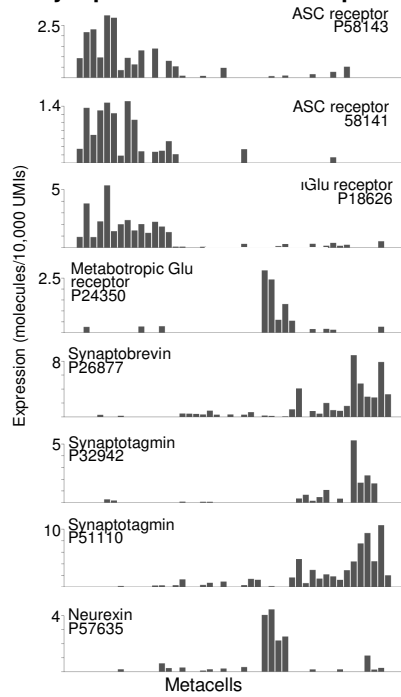 2.5
ASC receptor
P58143
1.4
ASC receptor
58141
5
iGlu receptor
P18626
2.5
Metabotropic Glu
receptor
P24350
8
Synaptobrevin
P26877
5
Synaptotagmin
P32942
10
Synaptotagmin
P51110
4
Neurexin
P57635
Expression (molecules/10,000 UMIs)
Metacells